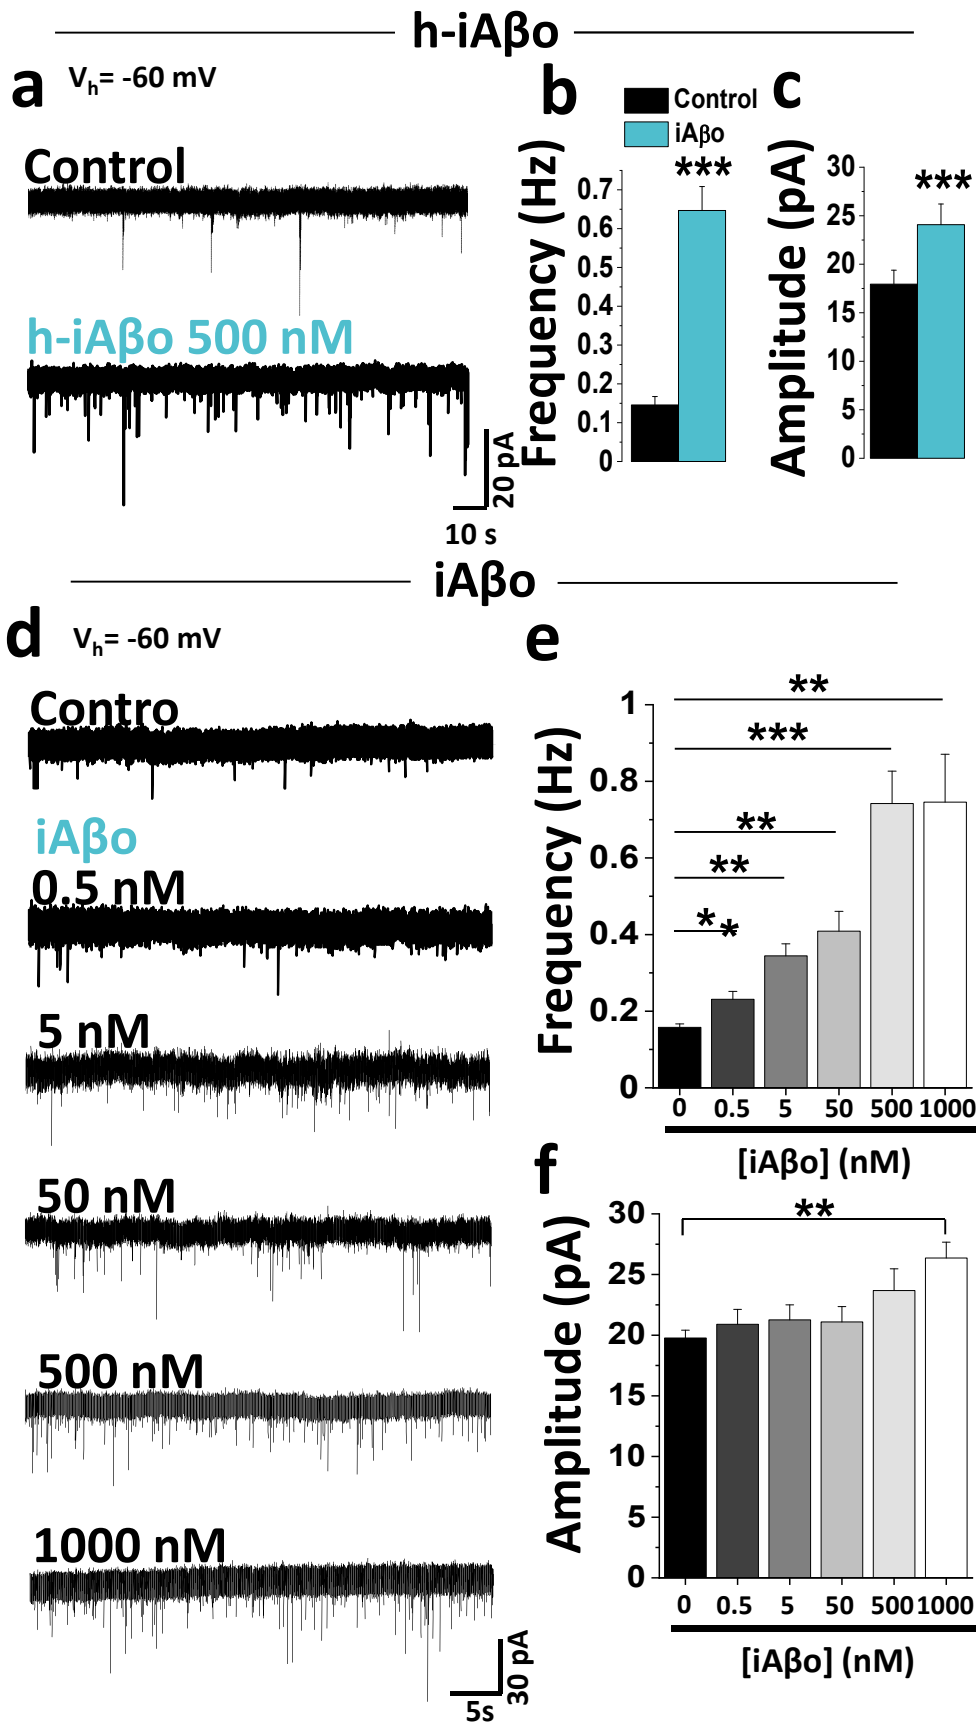 h-iAβo
a
Vh= -60 mV
Control
h-iAβo 500 nM
20 pA
10 s
b
Control
iAβo
***
Frequency (Hz)
0.7
0.6
0.5
0.4
0.3
0.2
0.1
0
c
***
Amplitude (pA)
30
25
20
15
10
5
0
iAβo
d
Vh= -60 mV
Contro
iAβo
0.5 nM
5 nM
50 nM
500 nM
1000 nM
30 pA
5s
e
**
***
**
**
**
Frequency (Hz)
1
0.8
0.6
0.4
0.2
0
0 0.5 5 50 500 1000
[iAβo] (nM)
f
**
Amplitude (pA)
30
25
20
15
10
5
0
0 0.5 5 50 500 1000
[iAβo] (nM)